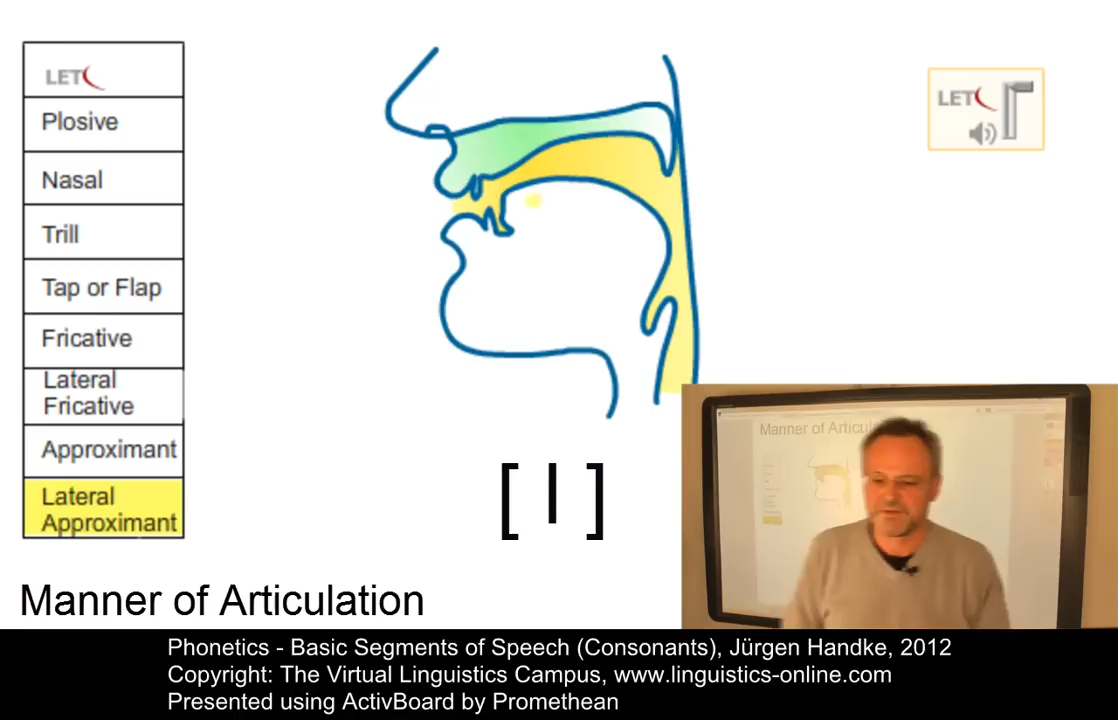 LET
Plosive
Nasal
Trill
Tap or Flap
Fricative
Lateral
Fricative
Approximant
Lateral
Approximant
LET
[ l ]
Manner of Articulation
Manner of
Phonetics - Basic Segments of Speech (Consonants), Jürgen Handke, 2012
Copyright: The Virtual Linguistics Campus, www.linguistics-online.com
Presented using ActivBoard by Promethean